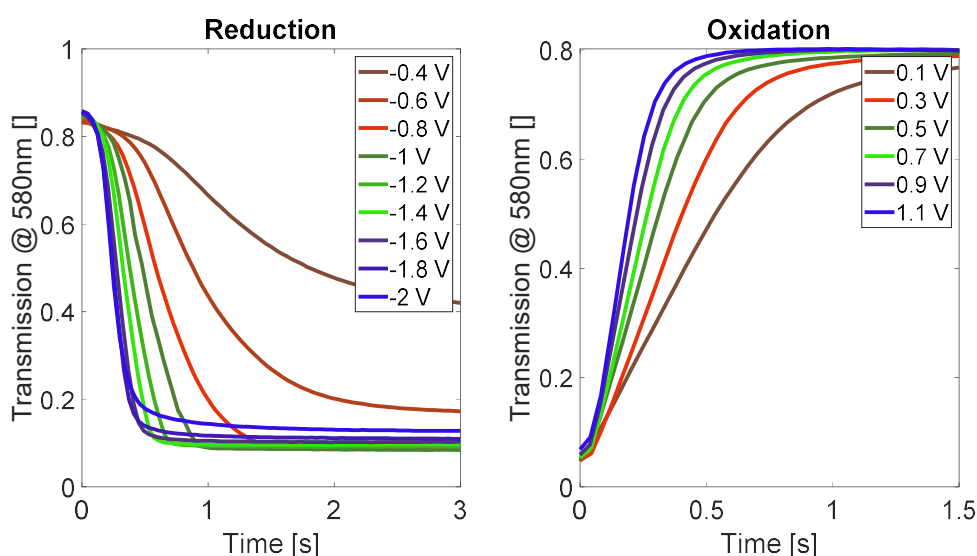 Reduction
Transmission @ 580nm []
1
0.8
0.6
0.4
0.2
0
0
1
2
3
Time [s]
-0.4 V
-0.6 V
-0.8 V
-1 V
-1.2 V
-1.4 V
-1.6 V
-1.8 V
-2 V
Oxidation
Transmission @ 580nm []
0.8
0.6
0.4
0.2
0
0
0.5
1
1.5
Time [s]
0.1 V
0.3 V
0.5 V
0.7 V
0.9 V
1.1 V